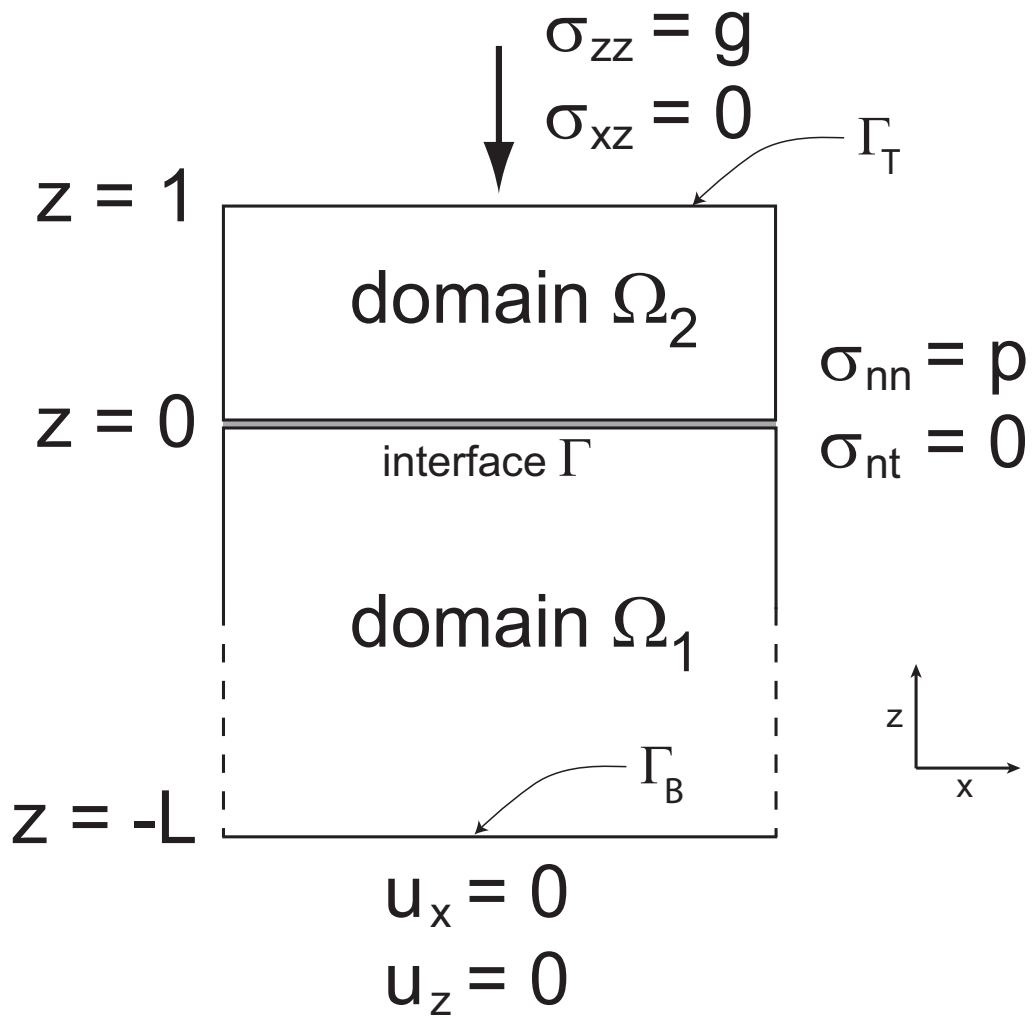 σzz = g
σxz = 0
ΓT
z = 1
domain Ω2
σnn = p
z = 0
σnt = 0
interface Γ
domain Ω1
z
x
ΓB
z = -L
ux = 0
uz = 0